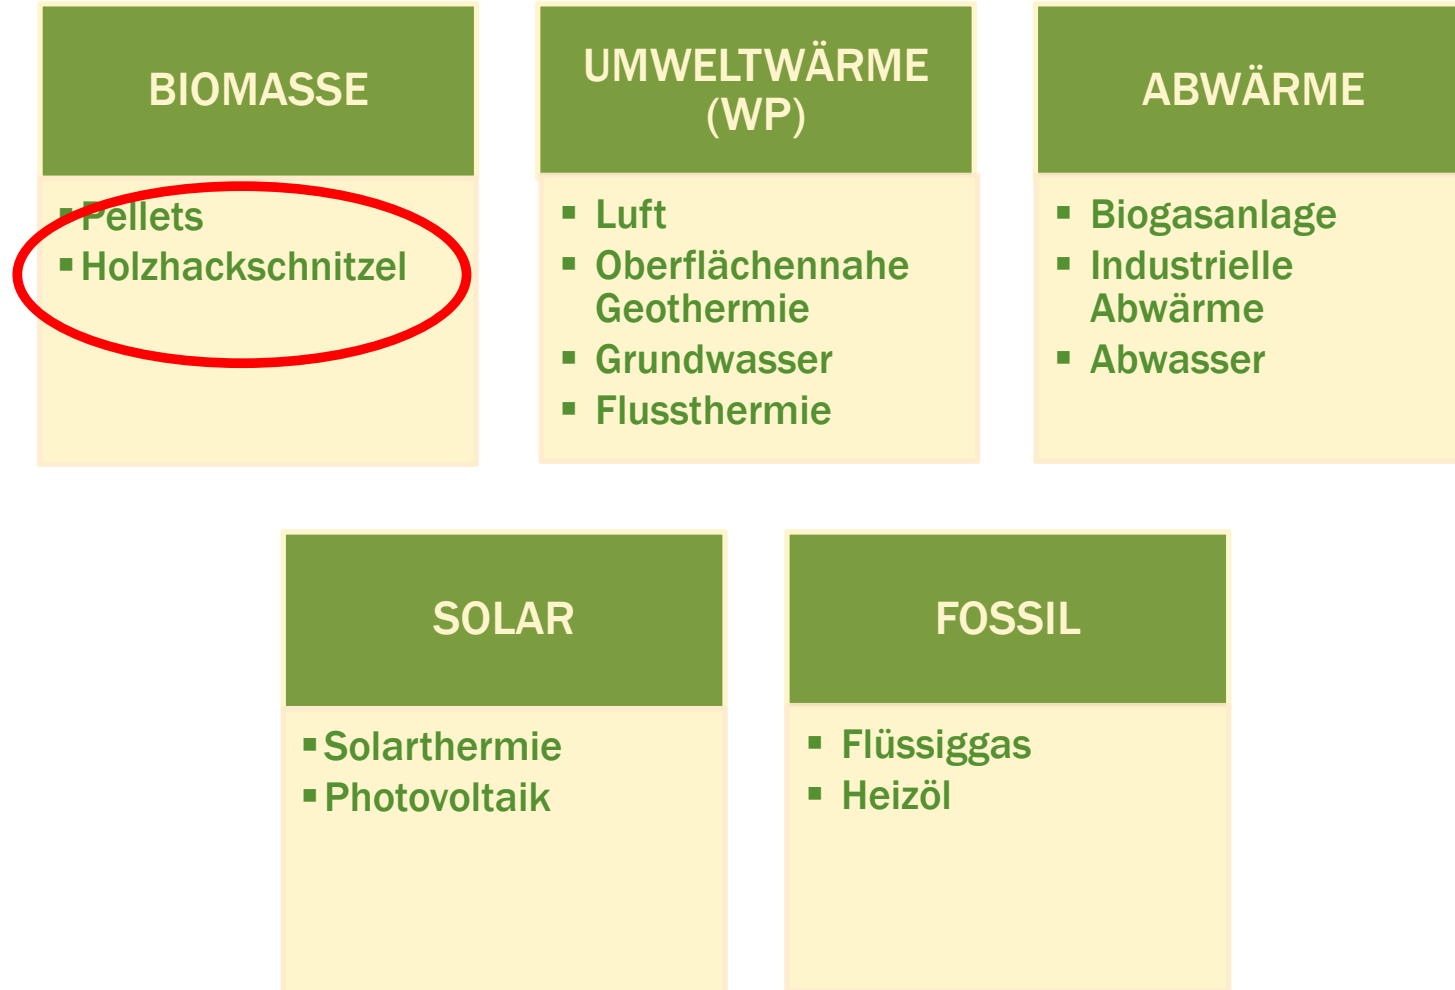 BIOMASSE
▪Pellets
▪Holzhackschnitzel
UMWELTWÄRME
(WP)
▪ Luft
▪ Oberflächennahe
Geothermie
▪ Grundwasser
▪ Flussthermie
ABWÄRME
▪ Biogasanlage
▪ Industrielle
Abwärme
▪ Abwasser
SOLAR
▪Solarthermie
▪Photovoltaik
FOSSIL
▪ Flüssiggas
▪ Heizöl